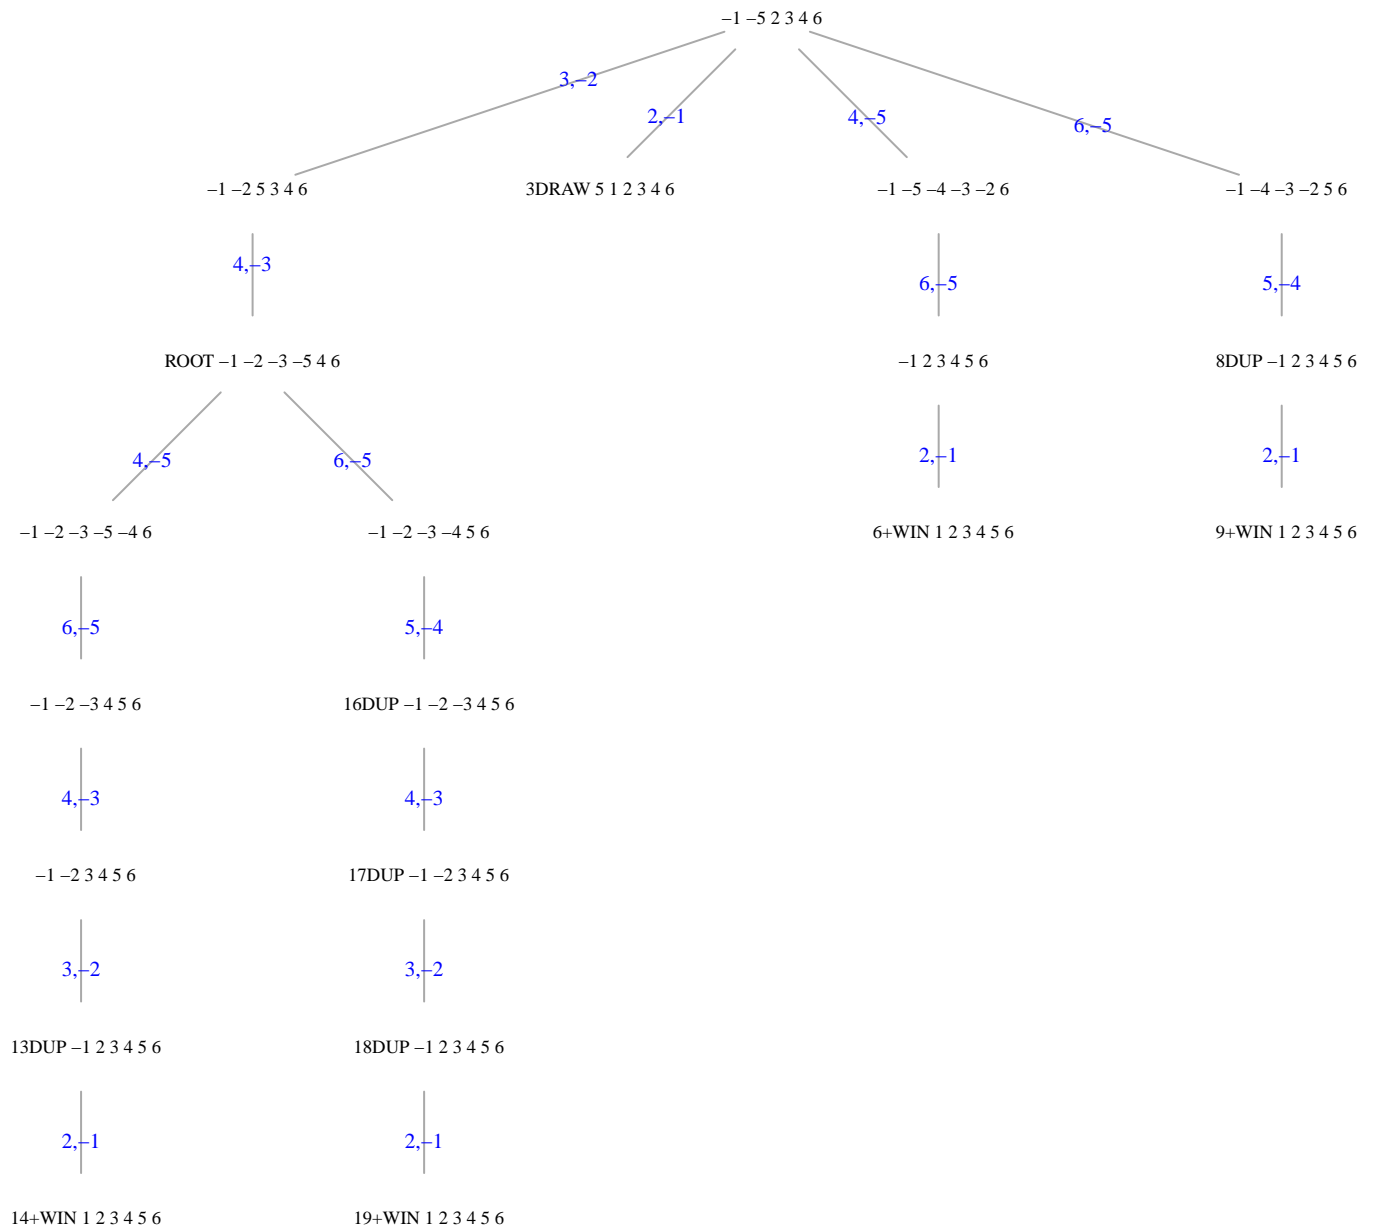 –1 –5 2 3 4 6
3,–2
2,–1
4,–5
6,–5
–1 –2 5 3 4 6
3DRAW 5 1 2 3 4 6
–1 –5 –4 –3 –2 6
–1 –4 –3 –2 5 6
4,–3
6,–5
5,–4
ROOT –1 –2 –3 –5 4 6
–1 2 3 4 5 6
8DUP –1 2 3 4 5 6
4,–5
6,–5
2,–1
2,–1
–1 –2 –3 –5 –4 6
–1 –2 –3 –4 5 6
6+WIN 1 2 3 4 5 6
9+WIN 1 2 3 4 5 6
6,–5
5,–4
–1 –2 –3 4 5 6
16DUP –1 –2 –3 4 5 6
4,–3
4,–3
–1 –2 3 4 5 6
17DUP –1 –2 3 4 5 6
3,–2
3,–2
13DUP –1 2 3 4 5 6
18DUP –1 2 3 4 5 6
2,–1
2,–1
14+WIN 1 2 3 4 5 6
19+WIN 1 2 3 4 5 6